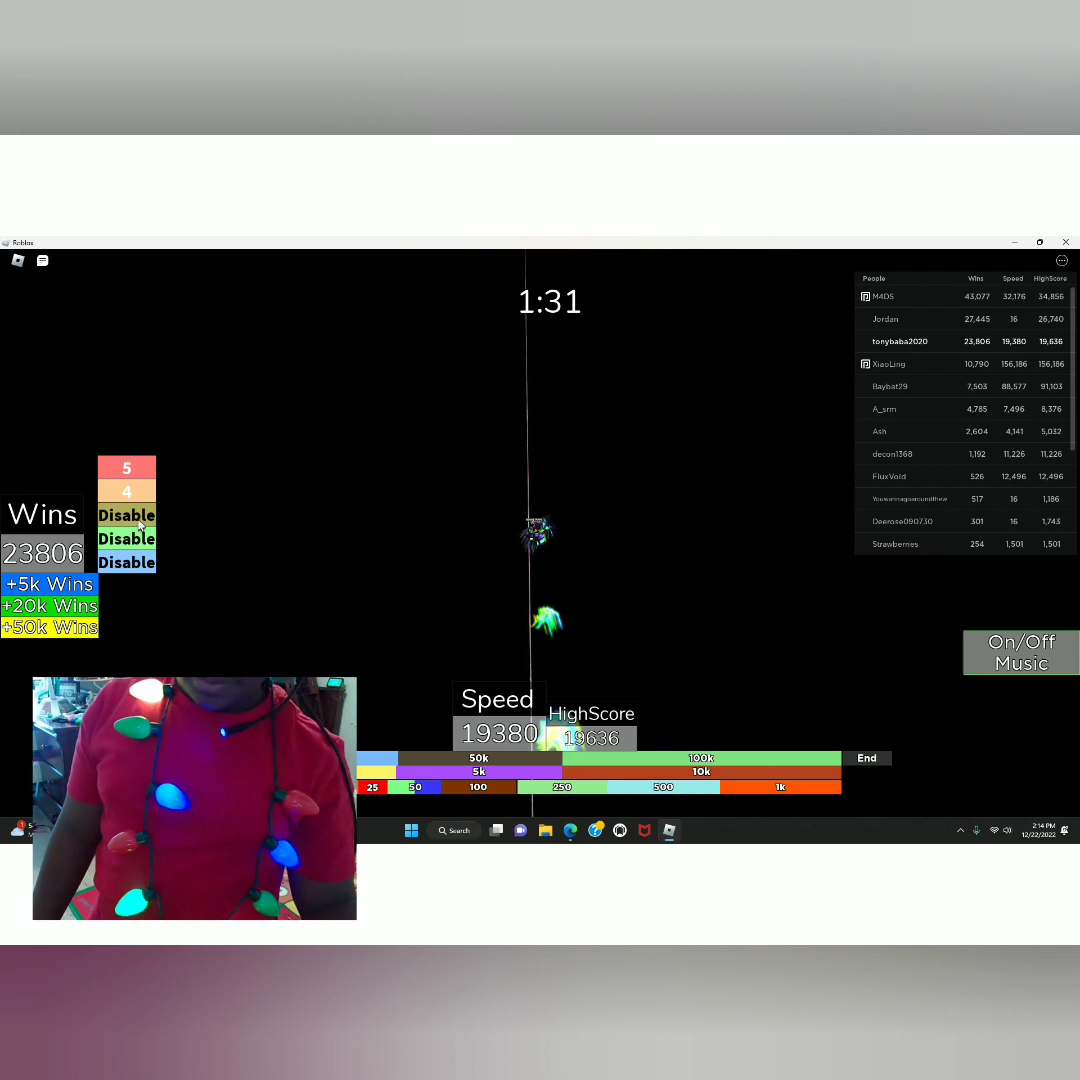 Roblox
1:31
People Wins Speed HighScore
M4DS 43,077 32,176 34,856
Jordan 27,445 16 26,740
tonybaba2020 23,806 19,380 19,636
XiaoLing 10,790 156,186 156,186
Baybat29 7,503 88,577 91,103
A_srm 4,785 7,496 8,376
Ash 2,604 4,141 5,032
decon1368 1,192 11,226 11,226
FluxVold 526 12,496 12,496
Youwannagoaroundthew 517 16 1,186
Deerose090730 301 16 1,743
Strawberries 254 1,501 1,501
5
4
Disable
Disable
Disable
Wins
23806
+5k Wins
+20k Wins
+50k Wins
On/Off
Music
Speed
19380
HighScore
19636
50k 100k End
5k 10k
25 50 100 250 500 1k
Search
2:14 PM
12/22/2022